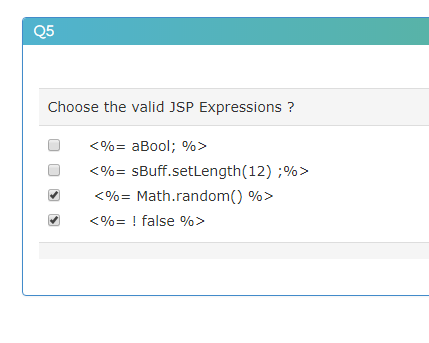 Q5
Choose the valid JSP Expressions ?
<%= aBool; %>
<%= sBuff.setLength(12) ;%>
<%= Math.random() %>
<%= ! false %>